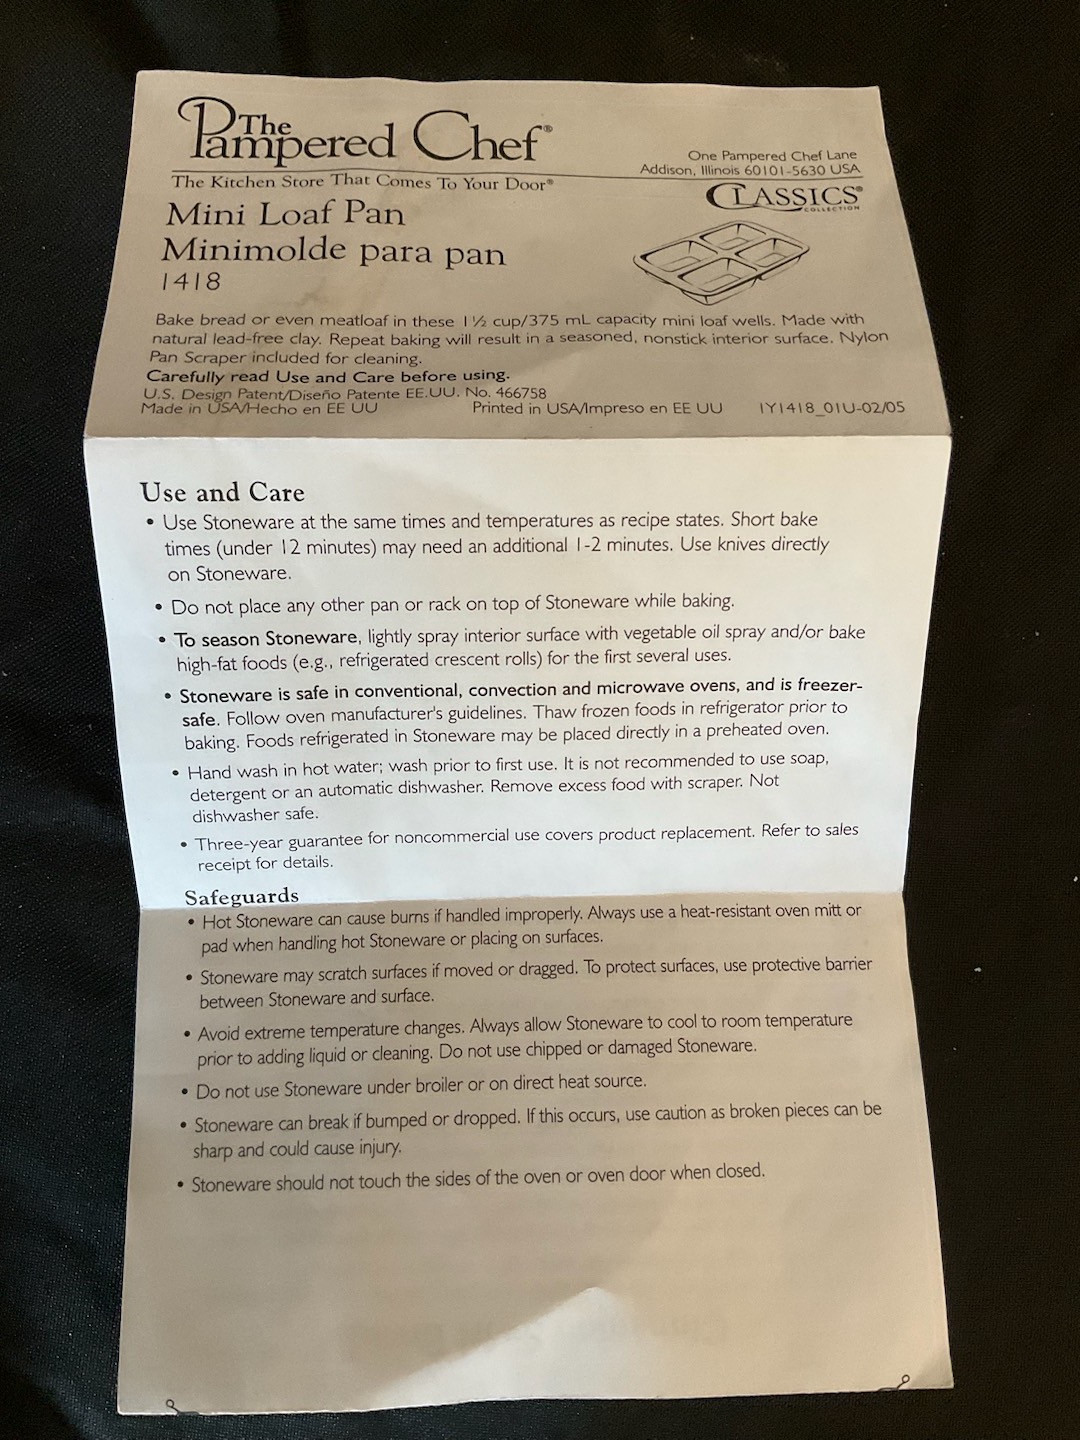 The
Pampered Chef®
The Kitchen Store That Comes To Your Door®
One Pampered Chef Lane
Addison, Illinois 60101-5630 USA
CLASSICS®
COLLECTION
Mini Loaf Pan
Minimolde para pan
1418
Bake bread or even meatloaf in these 1½ cup/375 mL capacity mini loaf wells. Made with
natural lead-free clay. Repeat baking will result in a seasoned, nonstick interior surface. Nylon
Pan Scraper included for cleaning.
Carefully read Use and Care before using.
U.S. Design Patent/Diseño Patente EE.UU. No. 466758
Made in USA/Hecho en EE UU Printed in USA/Impreso en EE UU 1Y1418_01U-02/05
Use and Care
• Use Stoneware at the same times and temperatures as recipe states. Short bake
times (under 12 minutes) may need an additional 1-2 minutes. Use knives directly
on Stoneware.
• Do not place any other pan or rack on top of Stoneware while baking.
• To season Stoneware, lightly spray interior surface with vegetable oil spray and/or bake
high-fat foods (e.g., refrigerated crescent rolls) for the first several uses.
• Stoneware is safe in conventional, convection and microwave ovens, and is freezer-
safe. Follow oven manufacturer's guidelines. Thaw frozen foods in refrigerator prior to
baking. Foods refrigerated in Stoneware may be placed directly in a preheated oven.
• Hand wash in hot water; wash prior to first use. It is not recommended to use soap,
detergent or an automatic dishwasher. Remove excess food with scraper. Not
dishwasher safe.
• Three-year guarantee for noncommercial use covers product replacement. Refer to sales
receipt for details.
Safeguards
• Hot Stoneware can cause burns if handled improperly. Always use a heat-resistant oven mitt or
pad when handling hot Stoneware or placing on surfaces.
• Stoneware may scratch surfaces if moved or dragged. To protect surfaces, use protective barrier
between Stoneware and surface.
• Avoid extreme temperature changes. Always allow Stoneware to cool to room temperature
prior to adding liquid or cleaning. Do not use chipped or damaged Stoneware.
• Do not use Stoneware under broiler or on direct heat source.
• Stoneware can break if bumped or dropped. If this occurs, use caution as broken pieces can be
sharp and could cause injury.
• Stoneware should not touch the sides of the oven or oven door when closed.